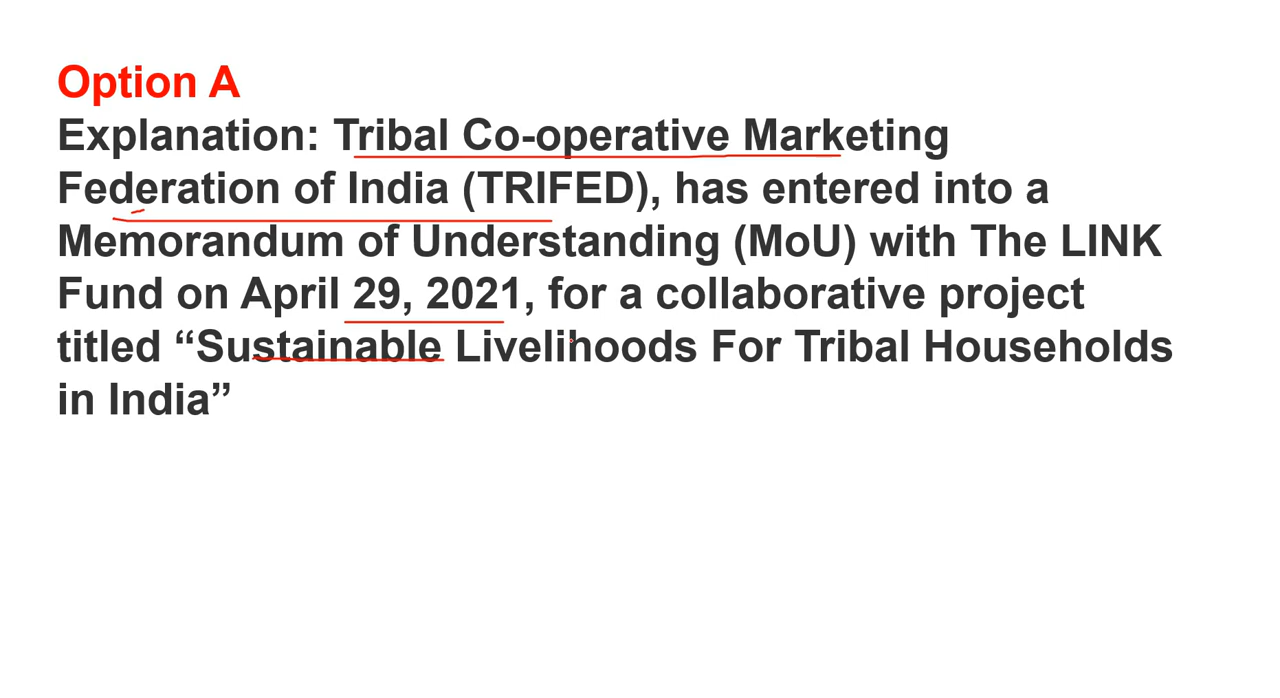 Option A
Explanation: Tribal Co-operative Marketing
Federation of India (TRIFED), has entered into a
Memorandum of Understanding (MoU) with The LINK
Fund on April 29, 2021, for a collaborative project
titled “Sustainable Livelihoods For Tribal Households
in India”